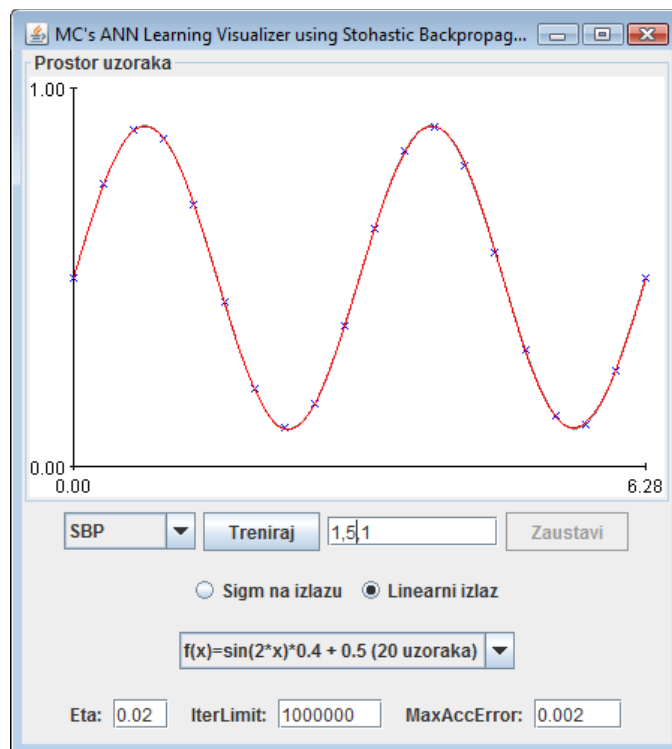 MC's ANN Learning Visualizer using Stohastic Backpropag...
Prostor uzoraka
1.00
0.00
0.00 6.28
SBP Treniraj 1,5,1 Zaustavi
Sigm na izlazu Linearni izlaz
f(x)=sin(2*x)*0.4 + 0.5 (20 uzoraka)
Eta: 0.02 IterLimit: 1000000 MaxAccError: 0.002